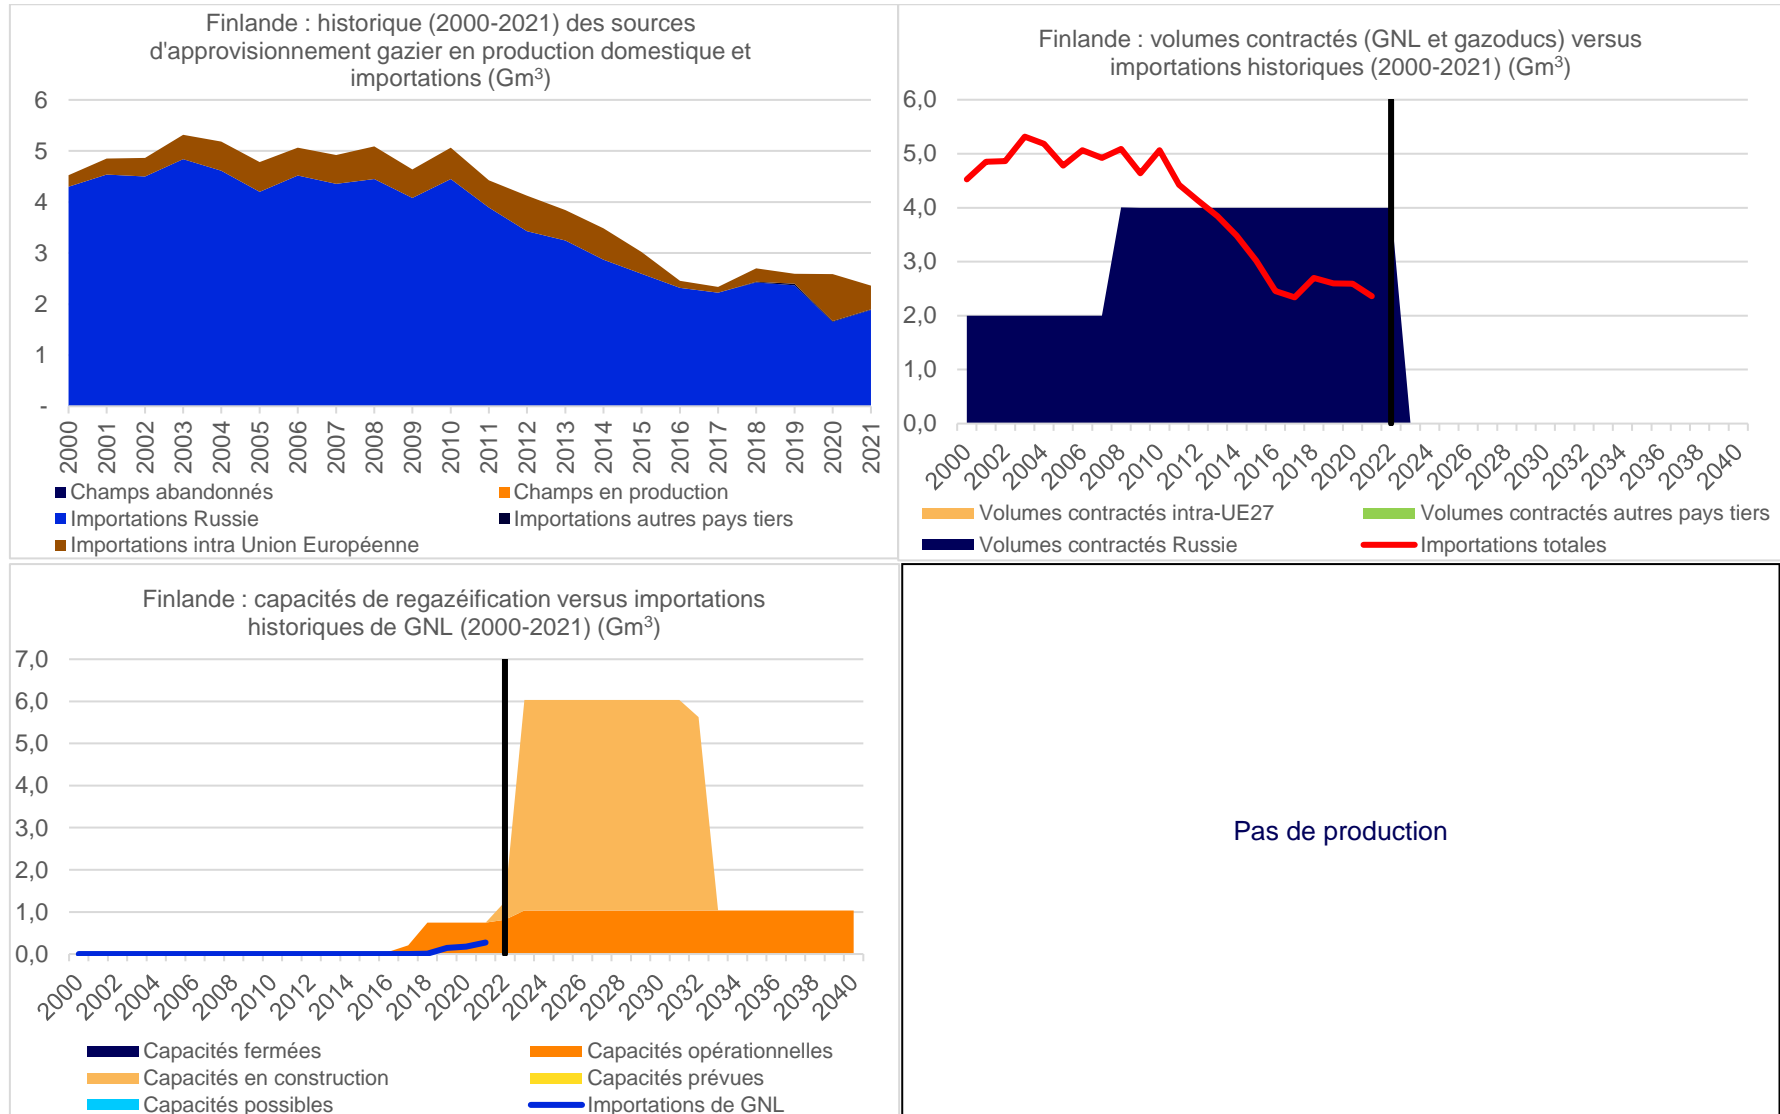 Finlande : historique (2000-2021) des sources
d'approvisionnement gazier en production domestique et
importations (Gm³)
6
5
4
3
2
1
-
2000 2001 2002 2003 2004 2005 2006 2007 2008 2009 2010 2011 2012 2013 2014 2015 2016 2017 2018 2019 2020 2021
Champs abandonnés
Champs en production
Importations Russie
Importations autres pays tiers
Importations intra Union Européenne
Finlande : volumes contractés (GNL et gazoducs) versus
importations historiques (2000-2021) (Gm³)
6,0
5,0
4,0
3,0
2,0
1,0
0,0
2000 2002 2004 2006 2008 2010 2012 2014 2016 2018 2020 2022 2024 2026 2028 2030 2032 2034 2036 2038 2040
Volumes contractés intra-UE27
Volumes contractés autres pays tiers
Volumes contractés Russie
Importations totales
Finlande : capacités de regazéification versus importations
historiques de GNL (2000-2021) (Gm³)
7,0
6,0
5,0
4,0
3,0
2,0
1,0
0,0
2000 2002 2004 2006 2008 2010 2012 2014 2016 2018 2020 2022 2024 2026 2028 2030 2032 2034 2036 2038 2040
Capacités fermées
Capacités opérationnelles
Capacités en construction
Capacités prévues
Capacités possibles
Importations de GNL
Pas de production